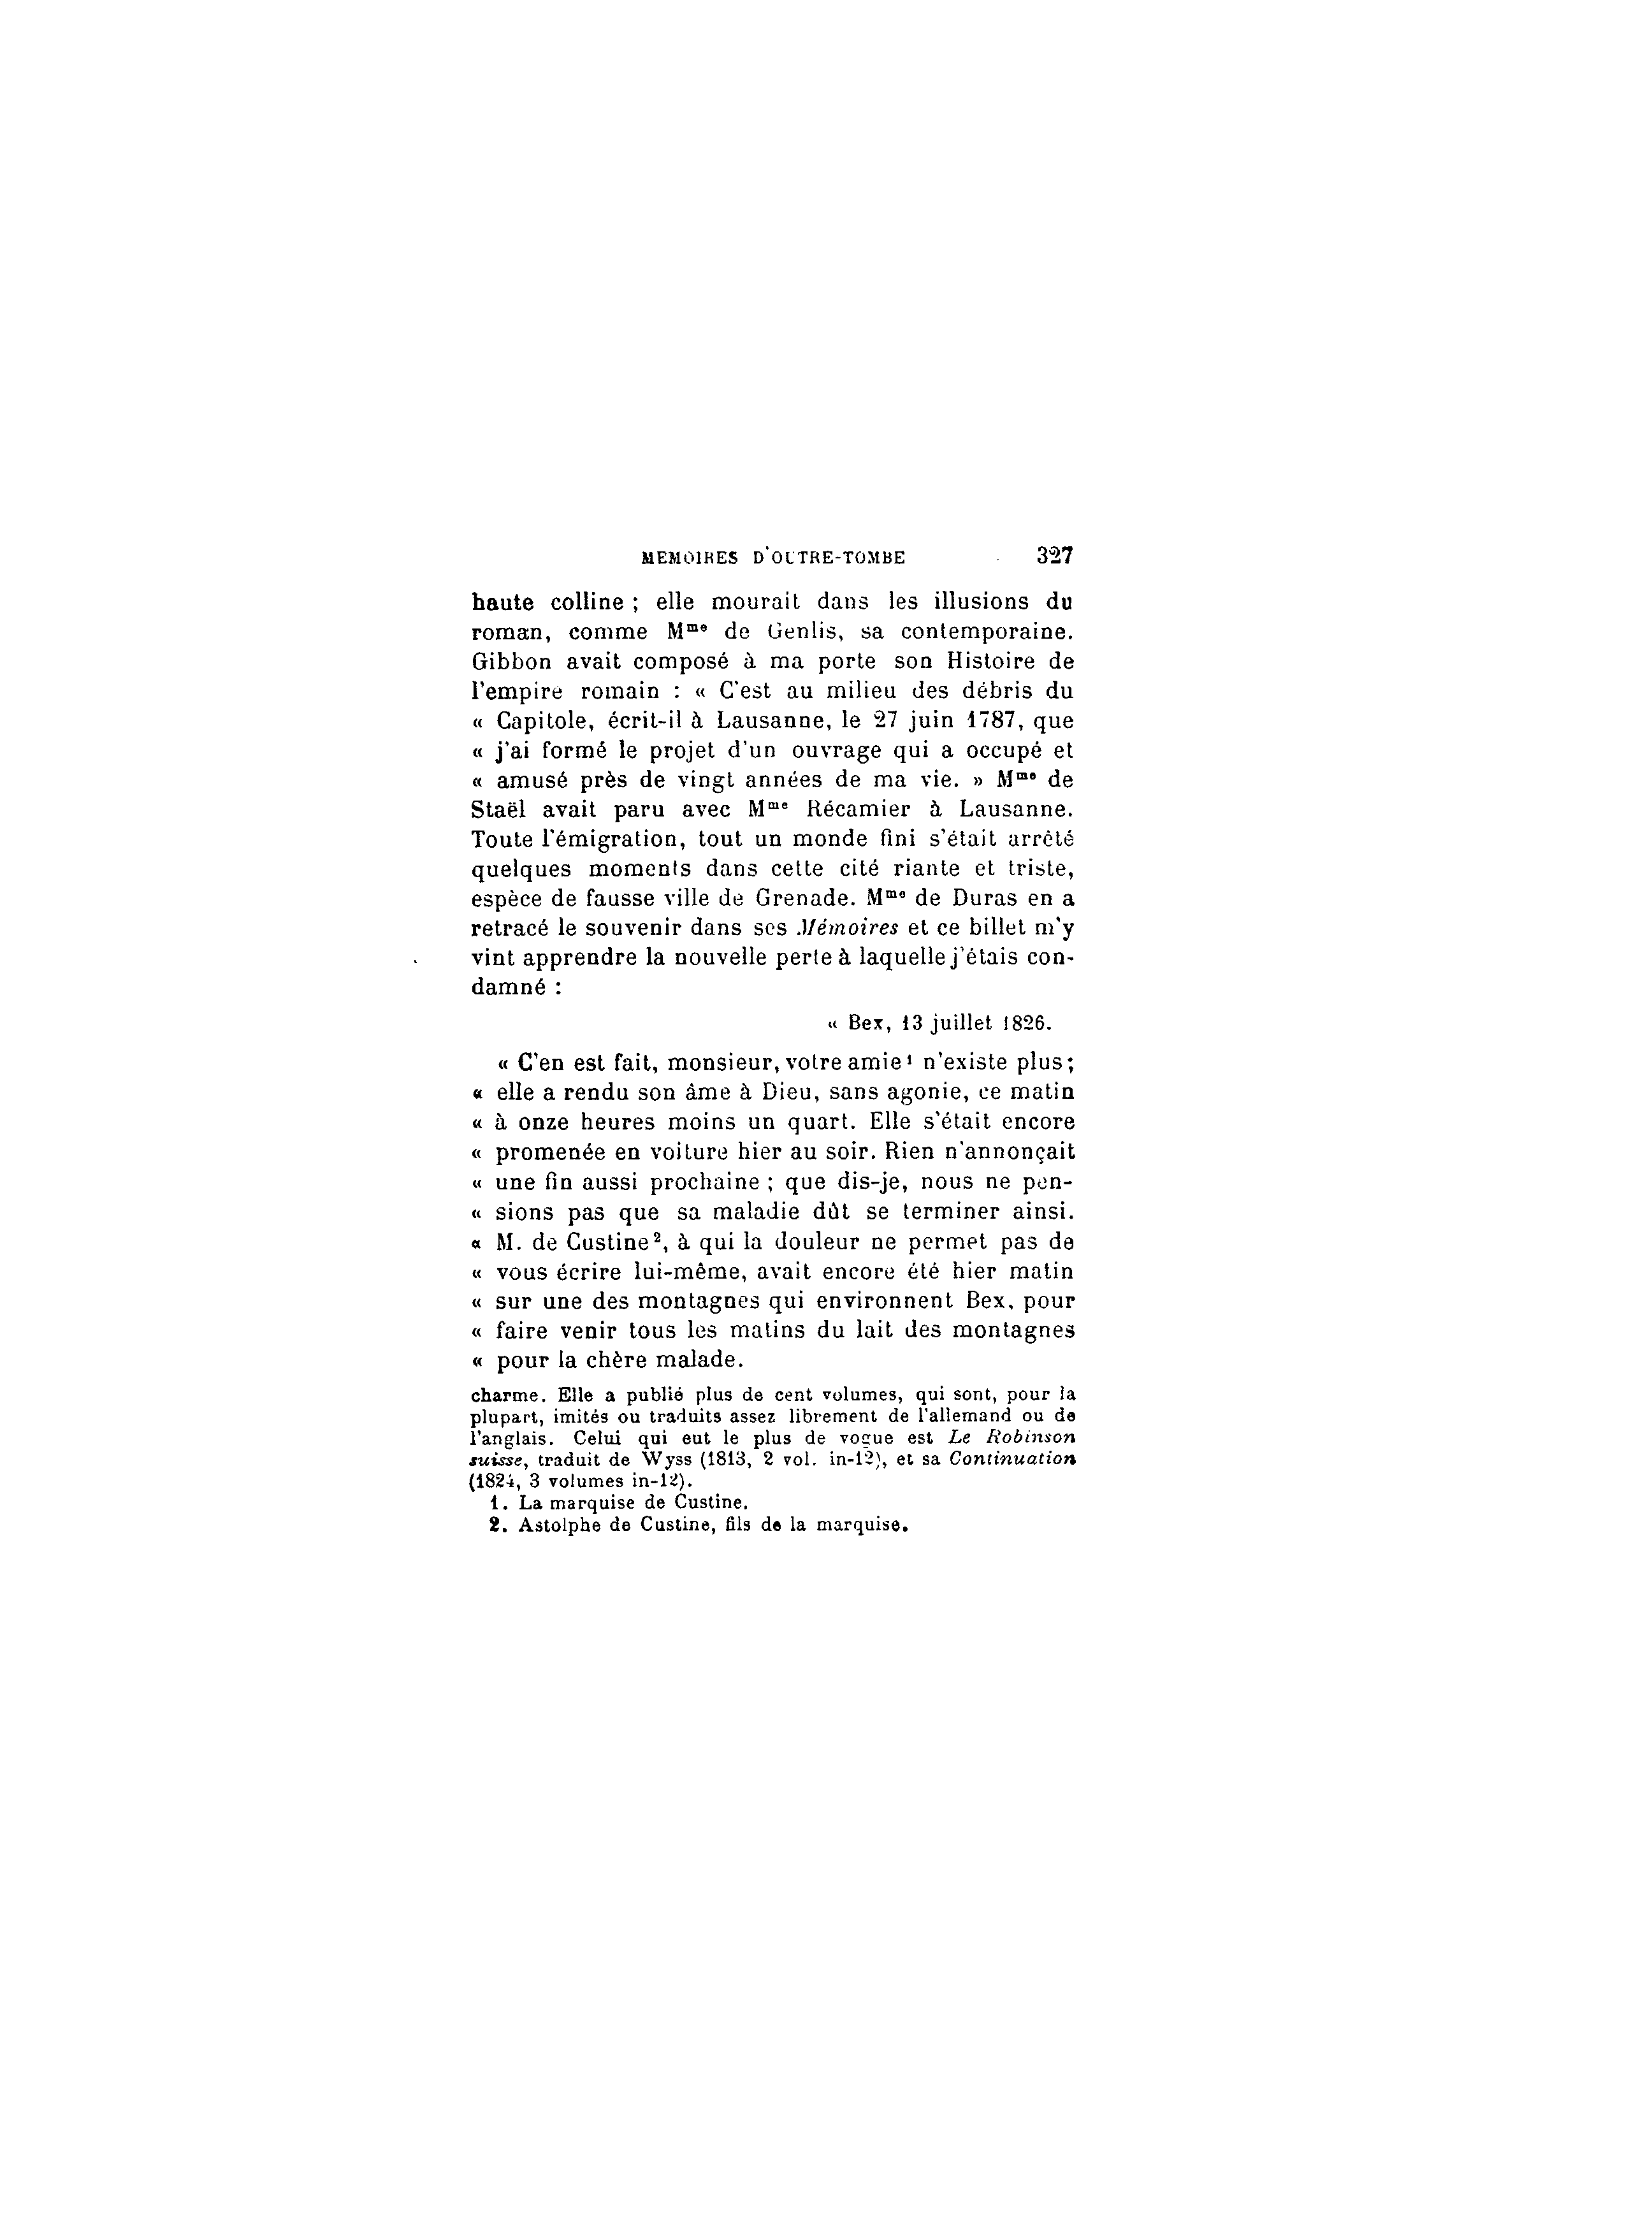 MEMOIRES D'OUTRE-TOMBE 327
haute colline ; elle mourait dans les illusions du
roman, comme Mme de Genlis, sa contemporaine.
Gibbon avait composé à ma porte son Histoire de
l'empire romain : « C'est au milieu des débris du
« Capitole, écrit-il à Lausanne, le 27 juin 1787, que
« j'ai formé le projet d'un ouvrage qui a occupé et
« amusé près de vingt années de ma vie. » Mme de
Staël avait paru avec Mme Récamier à Lausanne.
Toute l'émigration, tout un monde fini s'était arrêté
quelques moments dans cette cité riante et triste,
espèce de fausse ville de Grenade. Mme de Duras en a
retracé le souvenir dans ses Mémoires et ce billet m'y
vint apprendre la nouvelle perte à laquelle j'étais con-
damné :
« Bex, 13 juillet 1826.
« C'en est fait, monsieur, votre amie¹ n'existe plus ;
« elle a rendu son âme à Dieu, sans agonie, ce matin
« à onze heures moins un quart. Elle s'était encore
« promenée en voiture hier au soir. Rien n'annonçait
« une fin aussi prochaine ; que dis-je, nous ne pen-
« sions pas que sa maladie dût se terminer ainsi.
« M. de Custine², à qui la douleur ne permet pas de
« vous écrire lui-même, avait encore été hier matin
« sur une des montagnes qui environnent Bex, pour
« faire venir tous les matins du lait des montagnes
« pour la chère malade.
charme. Elle a publié plus de cent volumes, qui sont, pour la
plupart, imités ou traduits assez librement de l'allemand ou de
l'anglais. Celui qui eut le plus de vogue est Le Robinson
suisse, traduit de Wyss (1813, 2 vol. in-12), et sa Continuation
(1824, 3 volumes in-12).
1. La marquise de Custine.
2. Astolphe de Custine, fils de la marquise.